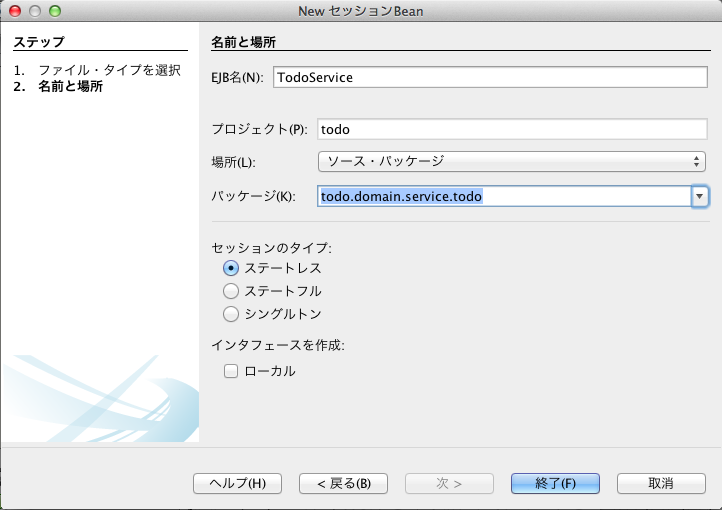 New セッションBean
ステップ
1. ファイル・タイプを選択
2. 名前と場所
名前と場所
EJB名(N): TodoService
プロジェクト(P): todo
場所(L): ソース・パッケージ
パッケージ(K): todo.domain.service.todo
セッションのタイプ:
ステートレス
ステートフル
シングルトン
インタフェースを作成:
ローカル
ヘルプ(H) < 戻る(B) 次 > 終了(F) 取消